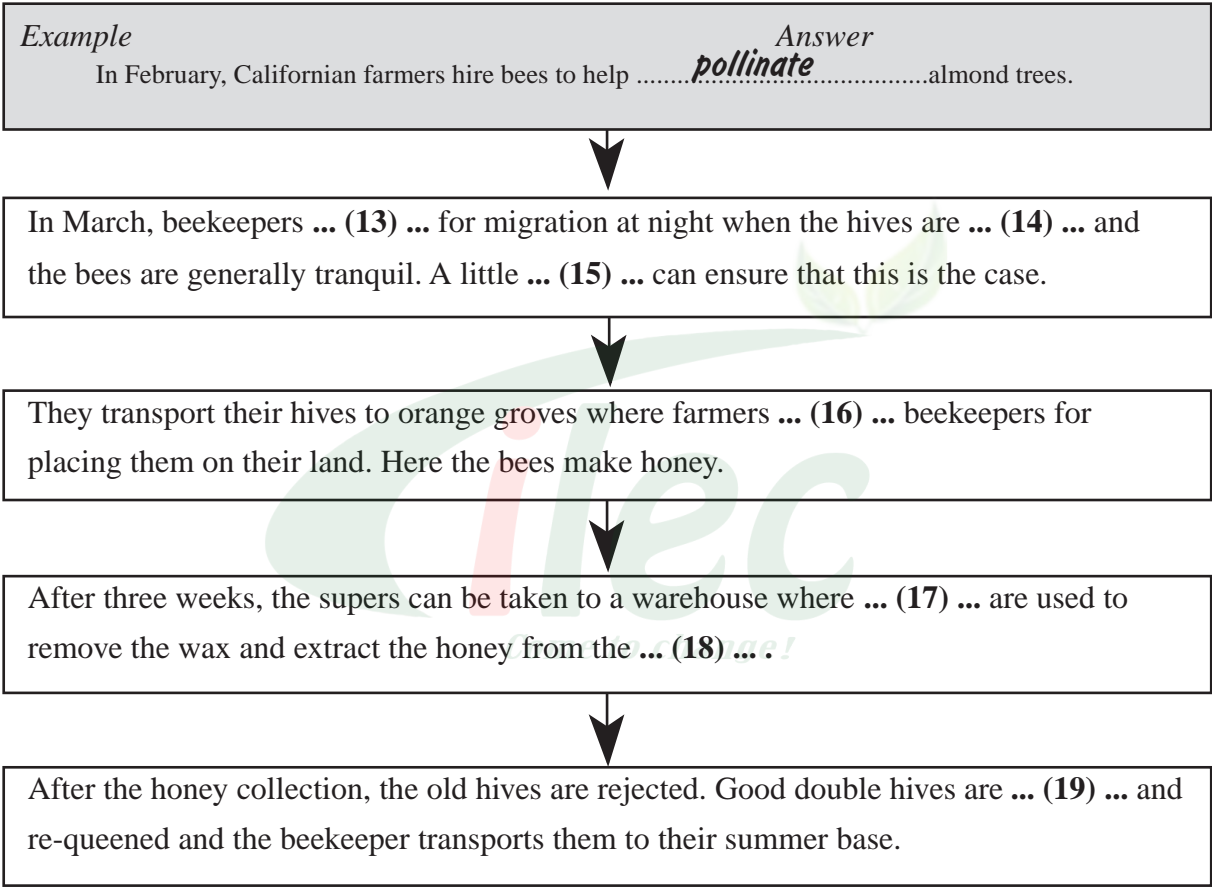 Example Answer
In February, Californian farmers hire bees to help ........pollinate..................................almond trees.
In March, beekeepers ... (13) ... for migration at night when the hives are ... (14) ... and
the bees are generally tranquil. A little ... (15) ... can ensure that this is the case.
They transport their hives to orange groves where farmers ... (16) ... beekeepers for
placing them on their land. Here the bees make honey.
After three weeks, the supers can be taken to a warehouse where ... (17) ... are used to
remove the wax and extract the honey from the ... (18) ... .
After the honey collection, the old hives are rejected. Good double hives are ... (19) ... and
re-queened and the beekeeper transports them to their summer base.
ilec